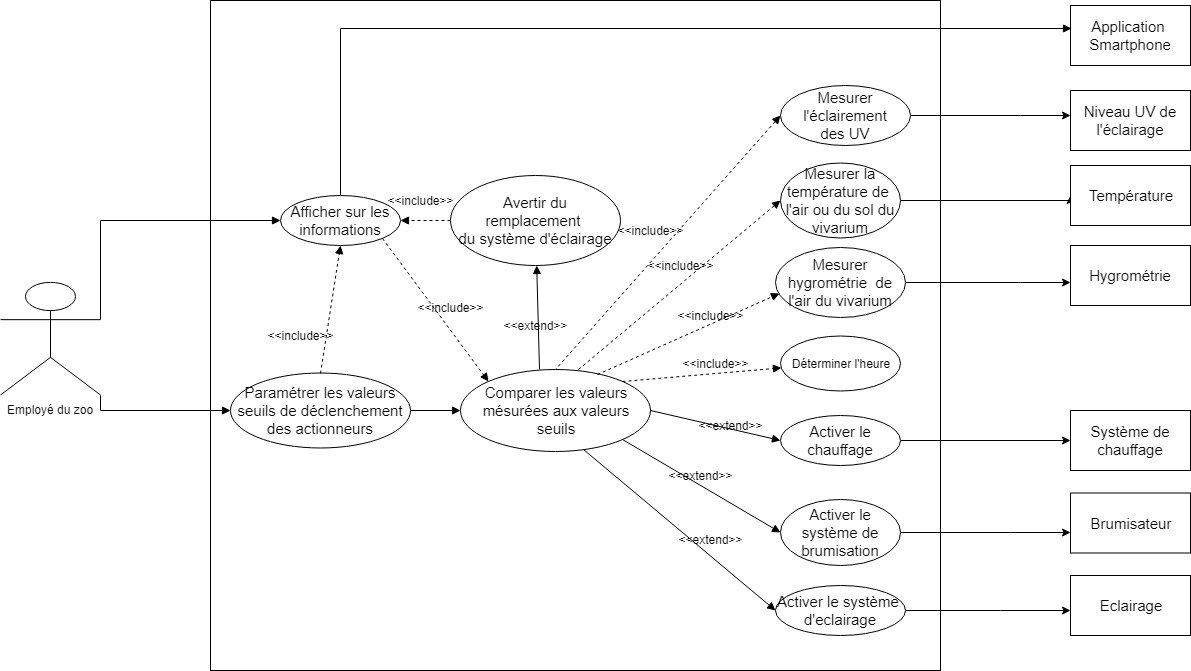 Application
Smartphone
Mesurer
l'éclairement
des UV
Niveau UV de
l'éclairage
Mesurer la
température de
l'air ou du sol du
vivarium
Température
<<include>>
Avertir du
remplacement
du système d'éclairage
Afficher sur les
informations
<<include>>
<<include>>
Mesurer
hygrométrie de
l'air du vivarium
Hygrométrie
<<include>>
<<include>>
<<extend>>
<<include>>
<<include>>
Déterminer l'heure
Employé du zoo
Paramétrer les valeurs
seuils de déclenchement
des actionneurs
Comparer les valeurs
mésurées aux valeurs
seuils
<<extend>>
Activer le
chauffage
Système de
chauffage
<<extend>>
Activer le
système de
brumisation
Brumisateur
<<extend>>
Activer le système
d'eclairage
Eclairage